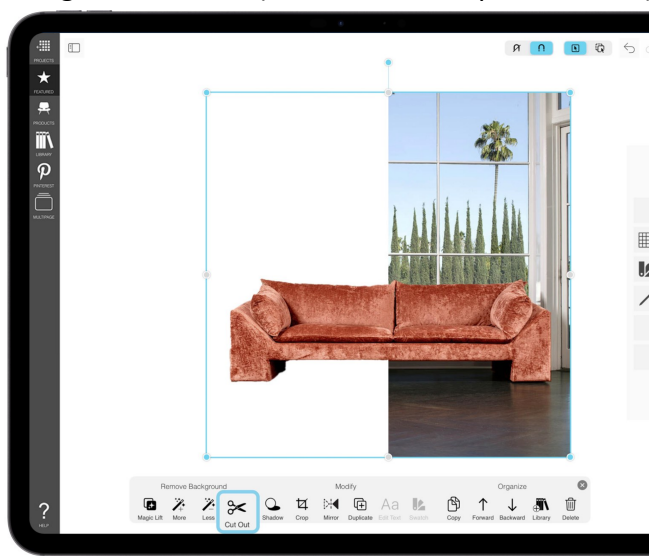 PROJECTS
FEATURED
PRODUCTS
LIBRARY
PINTEREST
MULTIPAGE
HELP
Remove Background
Modify
Organize
Magic Lift
More
Less
Cut Out
Shadow
Crop
Mirror
Duplicate
Aa
Edit Text
Swatch
Copy
Forward
Backward
Library
Delete